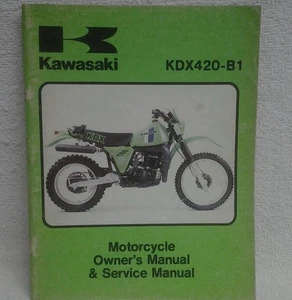 Kawasaki
KDX420-B1
KDX
Motorcycle
Owner's Manual
& Service Manual